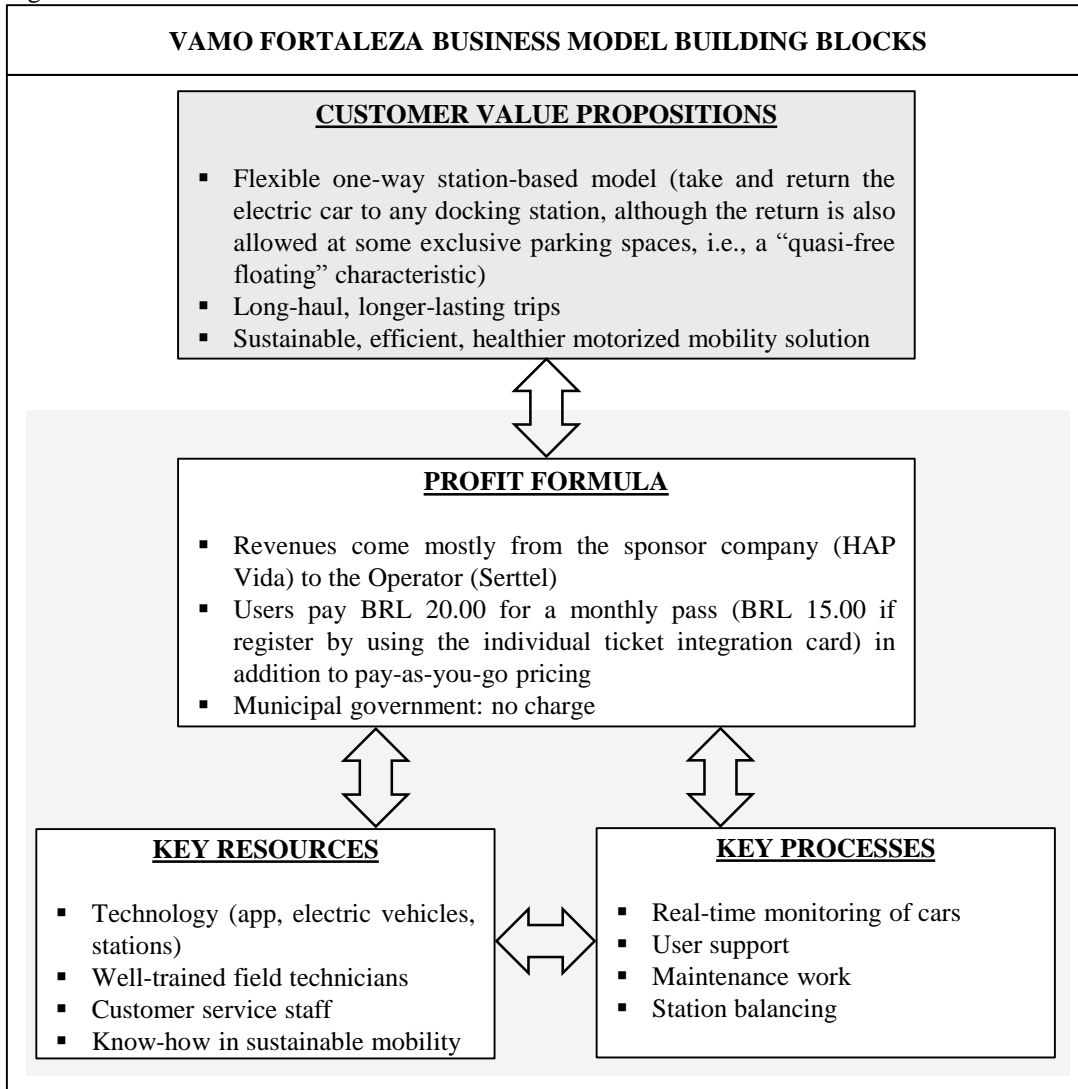 VAMO FORTALEZA BUSINESS MODEL BUILDING BLOCKS
CUSTOMER VALUE PROPOSITIONS
▪ Flexible one-way station-based model (take and return the
electric car to any docking station, although the return is also
allowed at some exclusive parking spaces, i.e., a “quasi-free
floating” characteristic)
▪ Long-haul, longer-lasting trips
▪ Sustainable, efficient, healthier motorized mobility solution
PROFIT FORMULA
▪ Revenues come mostly from the sponsor company (HAP
Vida) to the Operator (Serttel)
▪ Users pay BRL 20.00 for a monthly pass (BRL 15.00 if
register by using the individual ticket integration card) in
addition to pay-as-you-go pricing
▪ Municipal government: no charge
KEY RESOURCES
▪ Technology (app, electric vehicles,
stations)
▪ Well-trained field technicians
▪ Customer service staff
▪ Know-how in sustainable mobility
KEY PROCESSES
▪ Real-time monitoring of cars
▪ User support
▪ Maintenance work
▪ Station balancing